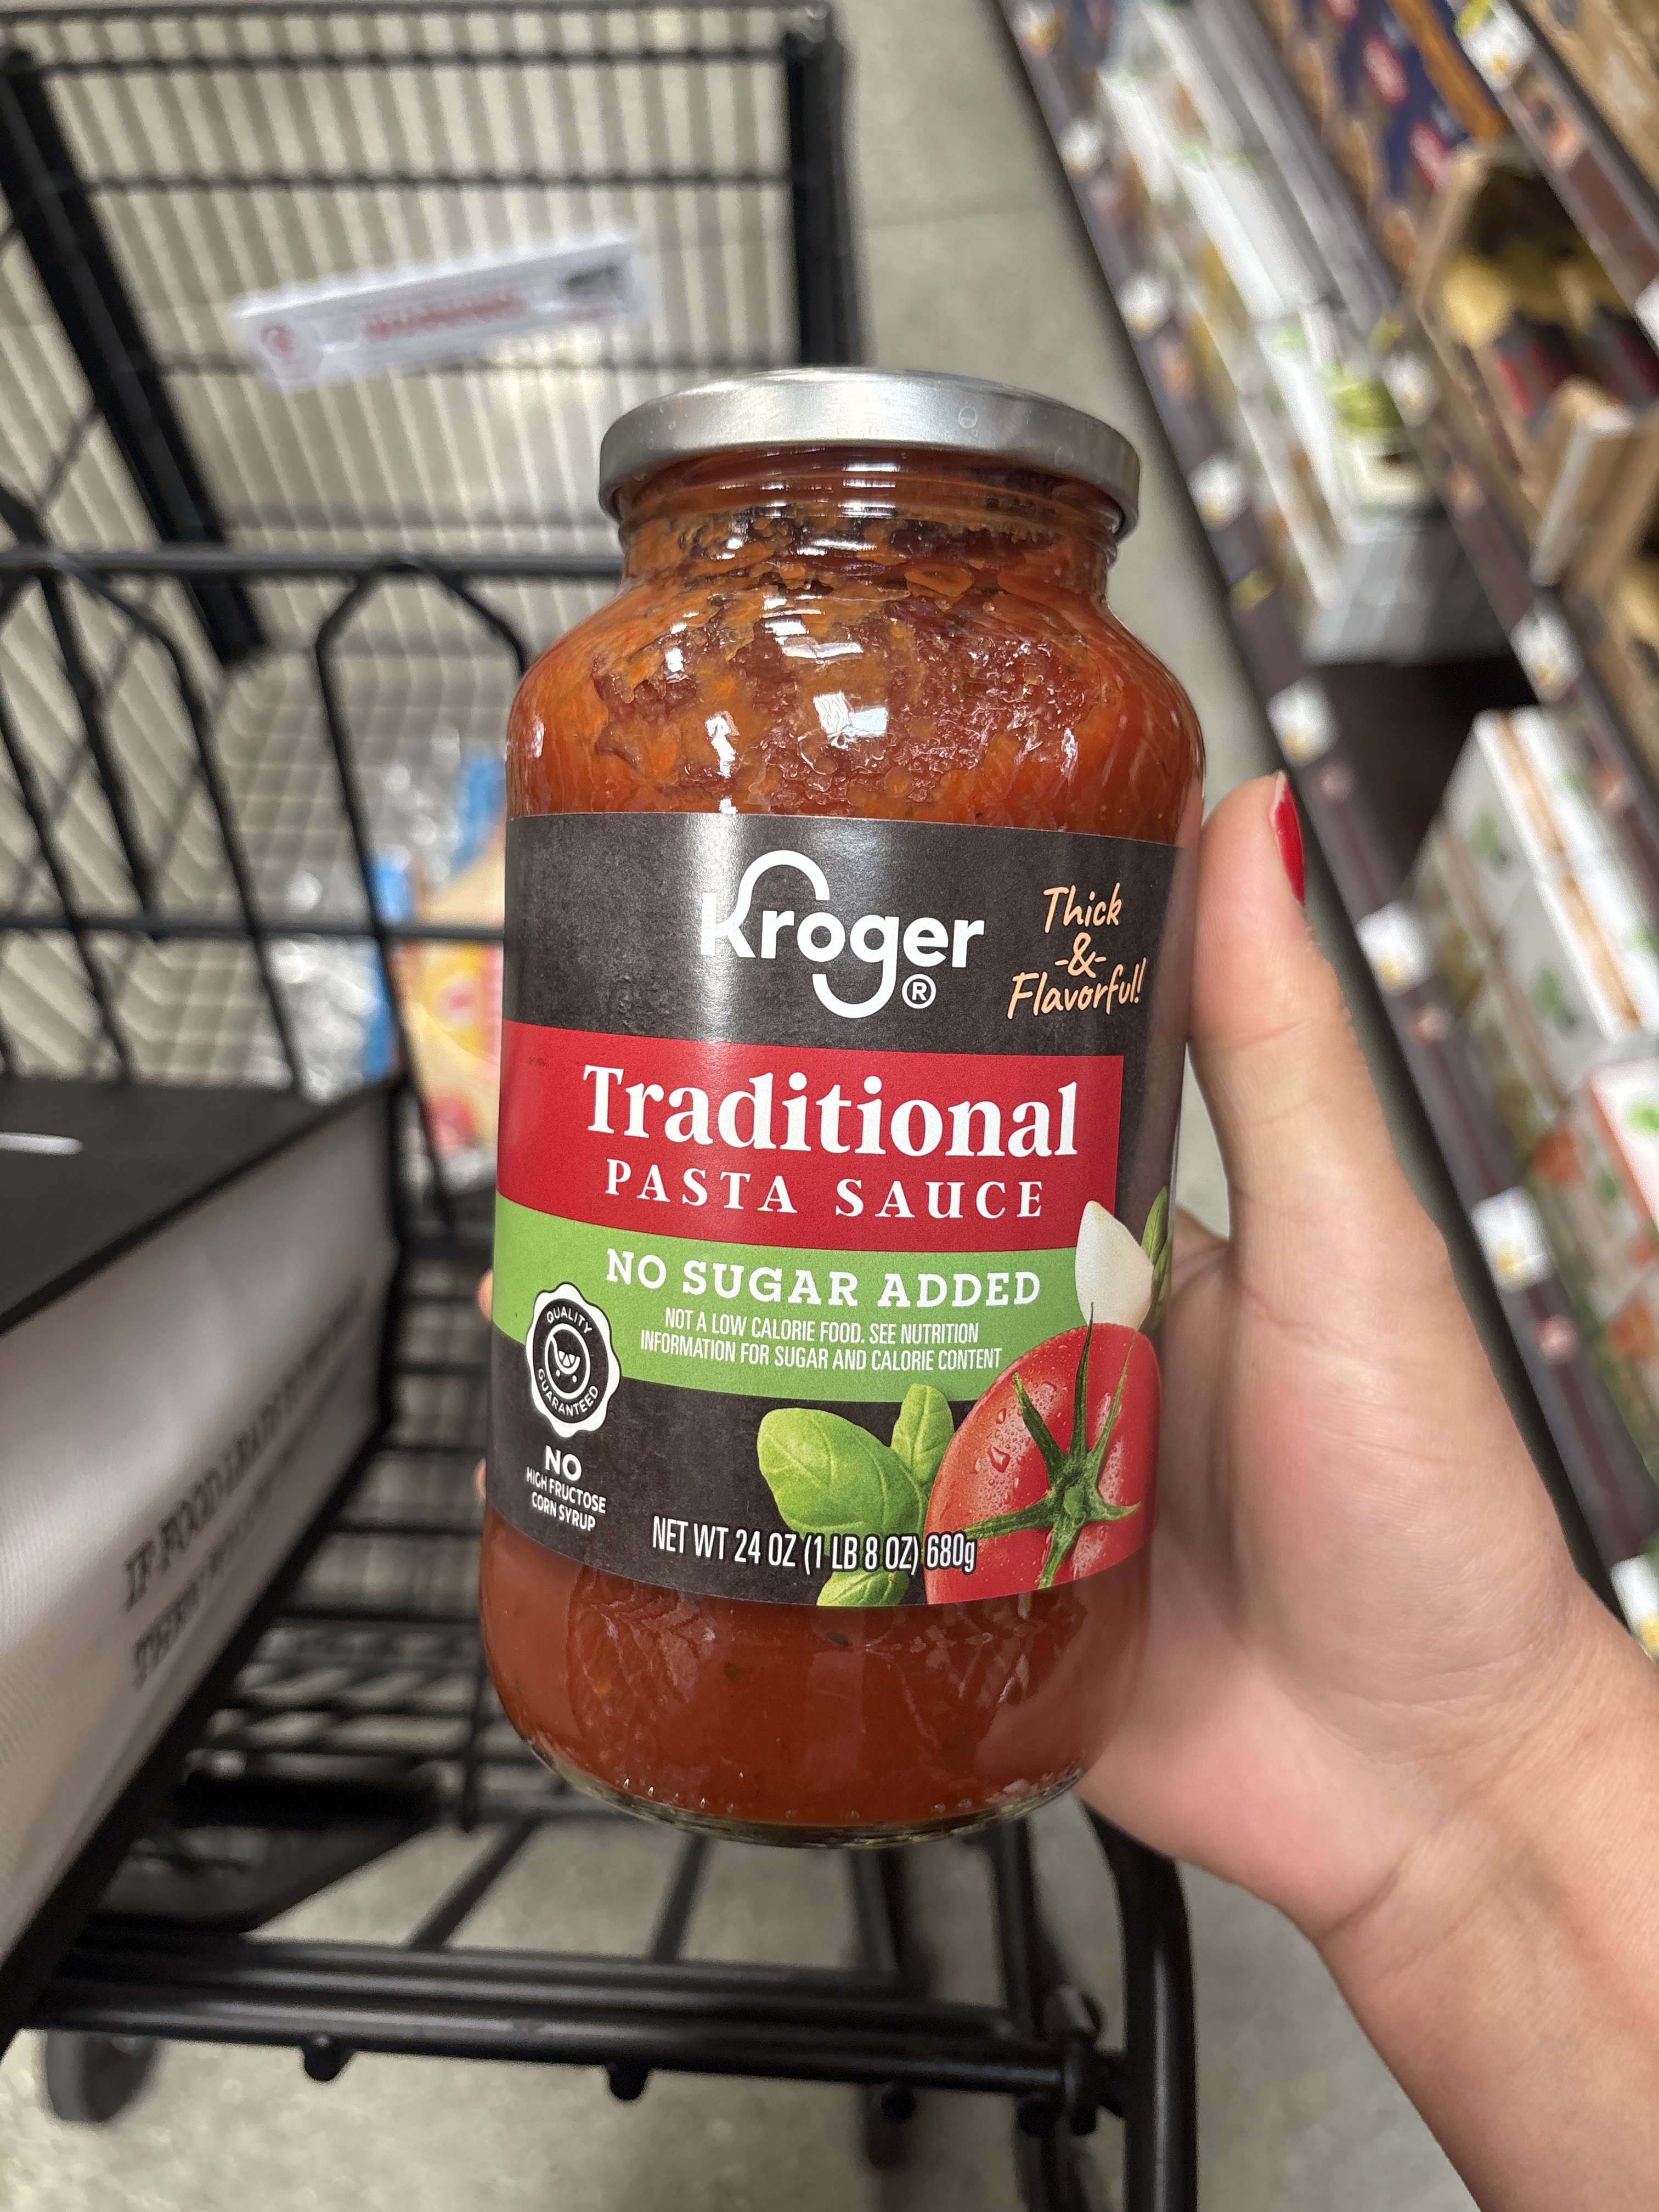 Kroger®
Thick
-&-
Flavorful!
Traditional
PASTA SAUCE
NO SUGAR ADDED
NOT A LOW CALORIE FOOD. SEE NUTRITION
INFORMATION FOR SUGAR AND CALORIE CONTENT
QUALITY
GUARANTEED
NO
HIGH FRUCTOSE
CORN SYRUP
NET WT 24 OZ (1 LB 8 OZ) 680g